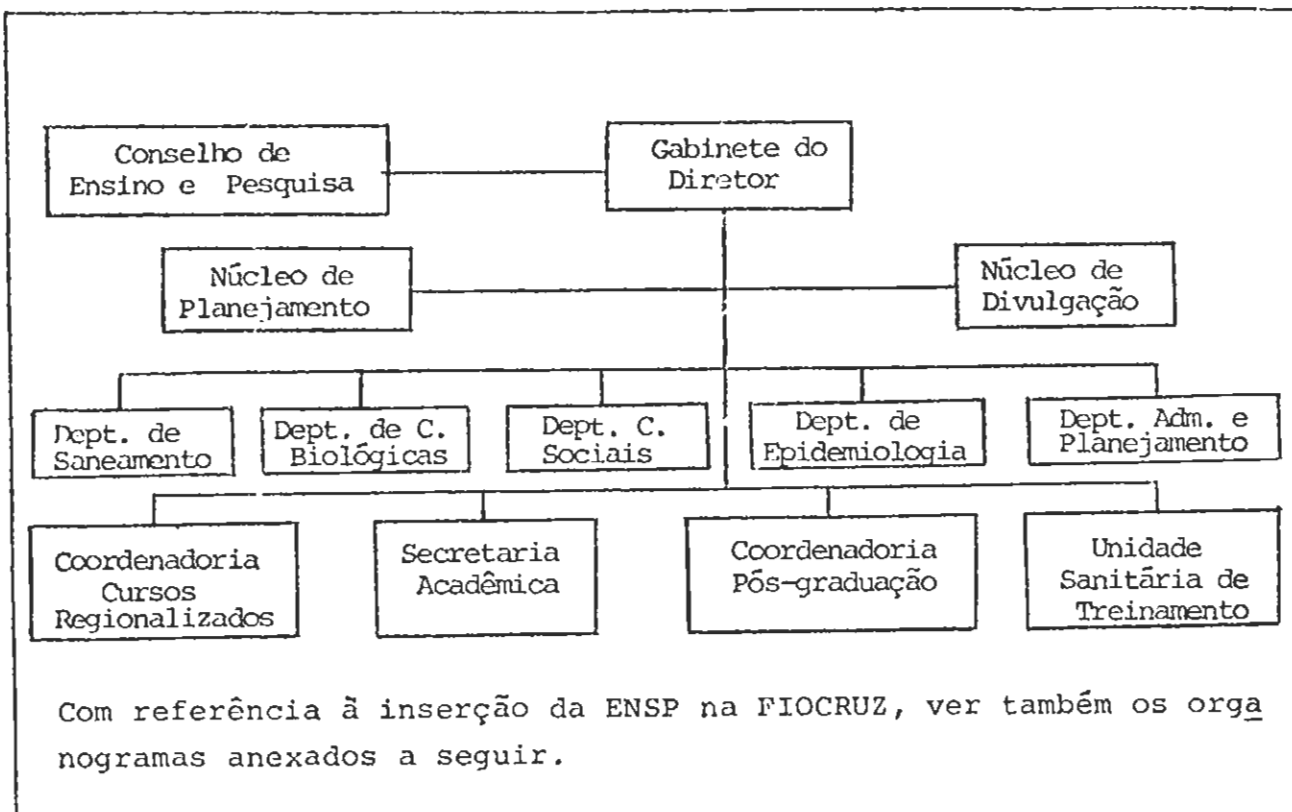 Conselho de
Ensino e Pesquisa
Gabinete do
Diretor
Núcleo de
Planejamento
Núcleo de
Divulgação
Dept. de
Saneamento
Dept. de C.
Biológicas
Dept. C.
Sociais
Dept. de
Epidemiologia
Dept. Adm. e
Planejamento
Coordenadoria
Cursos
Regionalizados
Secretaria
Acadêmica
Coordenadoria
Pós-graduação
Unidade
Sanitária de
Treinamento
Com referência à inserção da ENSP na FIOCRUZ, ver também os orga
nogramas anexados a seguir.